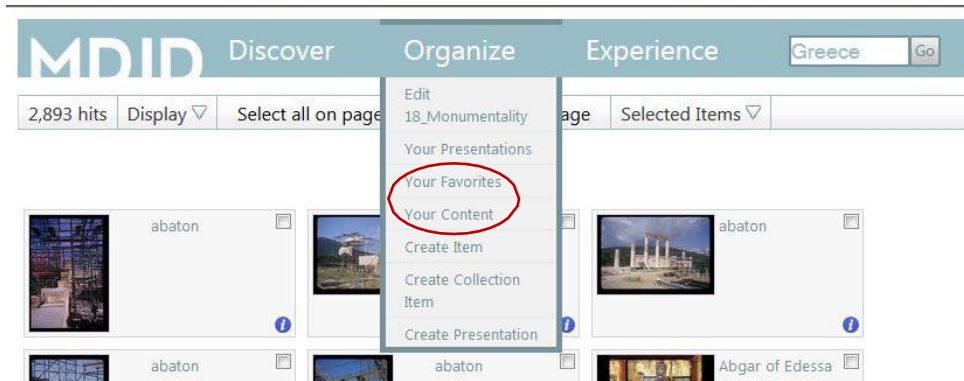 MDID Discover Organize Experience Greece Go
2,893 hits Display Select all on page age Selected Items
Edit
18_Monumentality
Your Presentations
Your Favorites
Your Content
Create Item
Create Collection
Item
Create Presentation
abaton
abaton
abaton
abaton
Abgar of Edessa